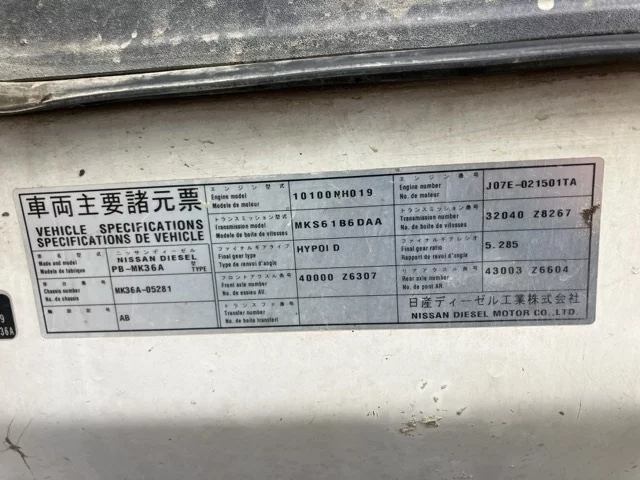 車両主要諸元票
VEHICLE SPECIFICATIONS
SPECIFICATIONS DE VEHICLE
Make and model
Modele de fabrique
ニッサンディーゼル
NISSAN DIESEL
PB-MK36A
型式
TYPE
車台番号
Chassis number
No. de chassis
MK36A-05281
AB
エンジン型式
Engine model
Modele de moteur
10100NH019
トランスミッション型式
Transmission model
Modele de boite de vitesses
MKS61B6DAA
ファイナルギアタイプ
Final gear type
Type de renvoi d'angle
HYPOID
フロントアクスル番号
Front axle number
No. de essieu AV.
40000 Z6307
トランスファ番号
Transfer number
No. de boite transfert
エンジン番号
Engine number
No. de moteur
J07E-021501TA
トランスミッション番号
Transmission number
No. de boite de vitesses
32040 Z8267
ファイナルギアレシオ
Final gear ratio
Rapport de ravoi d'angle
5.285
リアアクスル番号
Rear axle number
No. de pont AR.
43003 Z6604
日産ディーゼル工業株式会社
NISSAN DIESEL MOTOR CO.,LTD.
9
36A